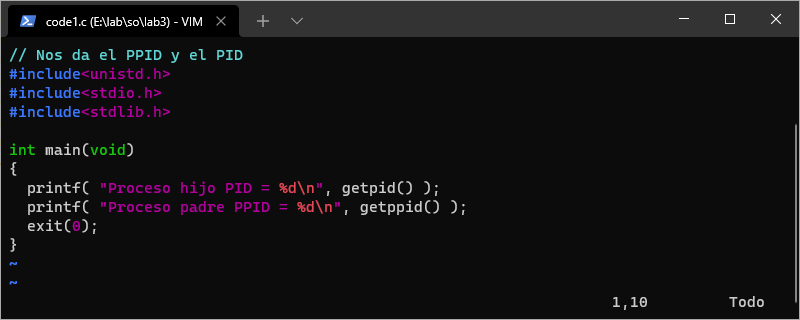 code1.c (E:\lab\so\lab3) - VIM
// Nos da el PPID y el PID
#include<unistd.h>
#include<stdio.h>
#include<stdlib.h>
int main(void)
{
  printf( "Proceso hijo PID = %d\n", getpid() );
  printf( "Proceso padre PPID = %d\n", getppid() );
  exit(0);
}
~
~
1,10 Todo